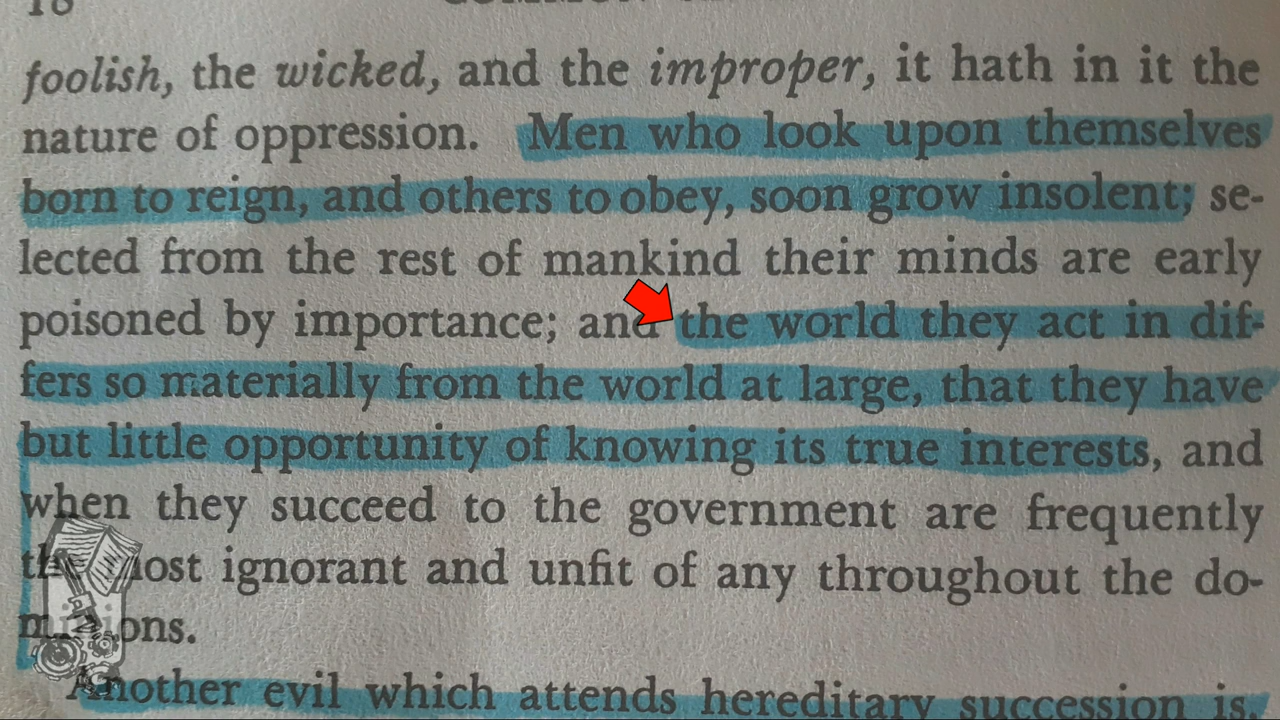 foolish, the wicked, and the improper, it hath in it the
nature of oppression. Men who look upon themselves
born to reign, and others to obey, soon grow insolent; se-
lected from the rest of mankind their minds are early
poisoned by importance; and the world they act in dif-
fers so materially from the world at large, that they have
but little opportunity of knowing its true interests, and
when they succeed to the government are frequently
the most ignorant and unfit of any throughout the do-
minions.
Another evil which attends hereditary succession is,